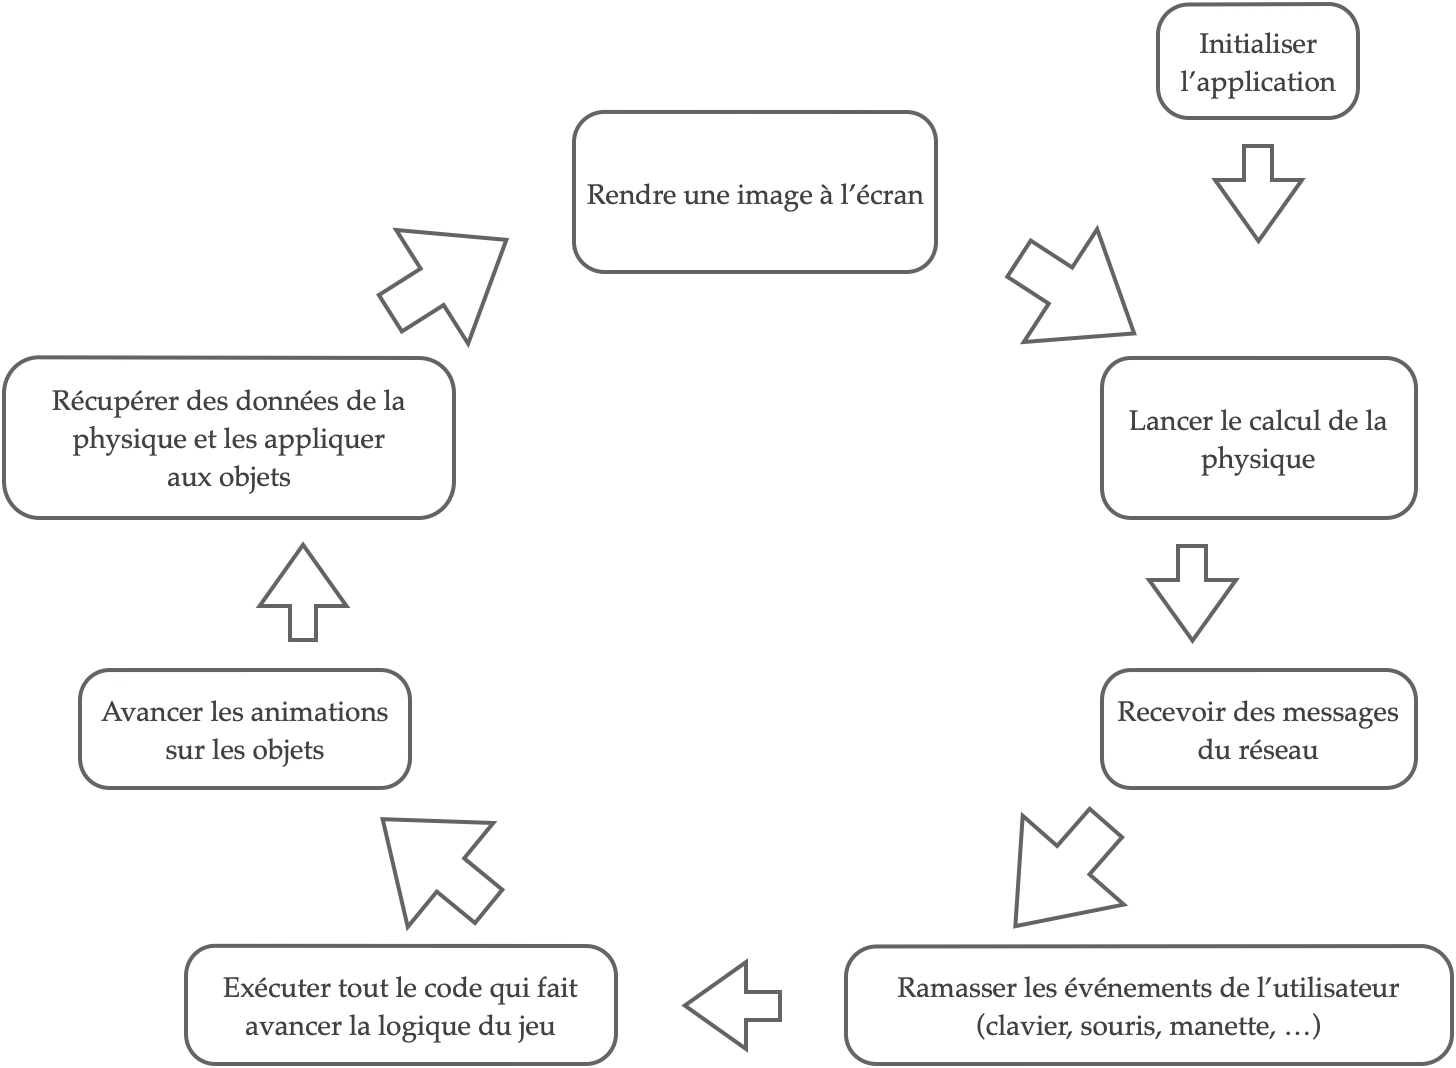 Initialiser
l’application
Rendre une image à l’écran
Lancer le calcul de la
physique
Recevoir des messages
du réseau
Ramasser les événements de l’utilisateur
(clavier, souris, manette, …)
Exécuter tout le code qui fait
avancer la logique du jeu
Avancer les animations
sur les objets
Récupérer des données de la
physique et les appliquer
aux objets